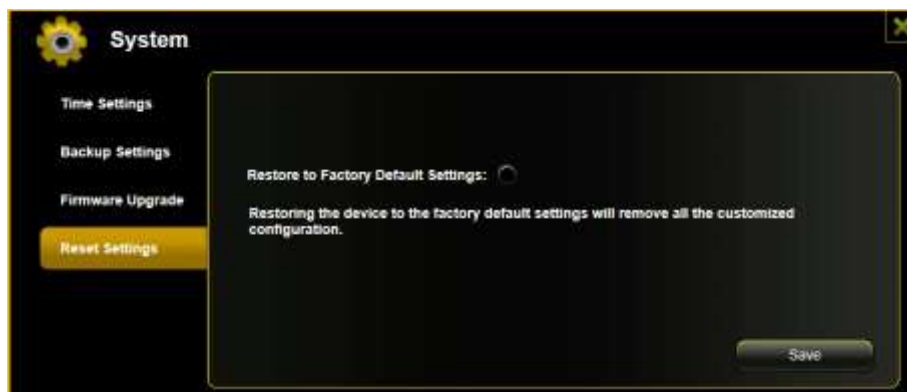 System
Time Settings
Backup Settings
Firmware Upgrade
Reset Settings
Restore to Factory Default Settings:
Restoring the device to the factory default settings will remove all the customized
configuration.
Save